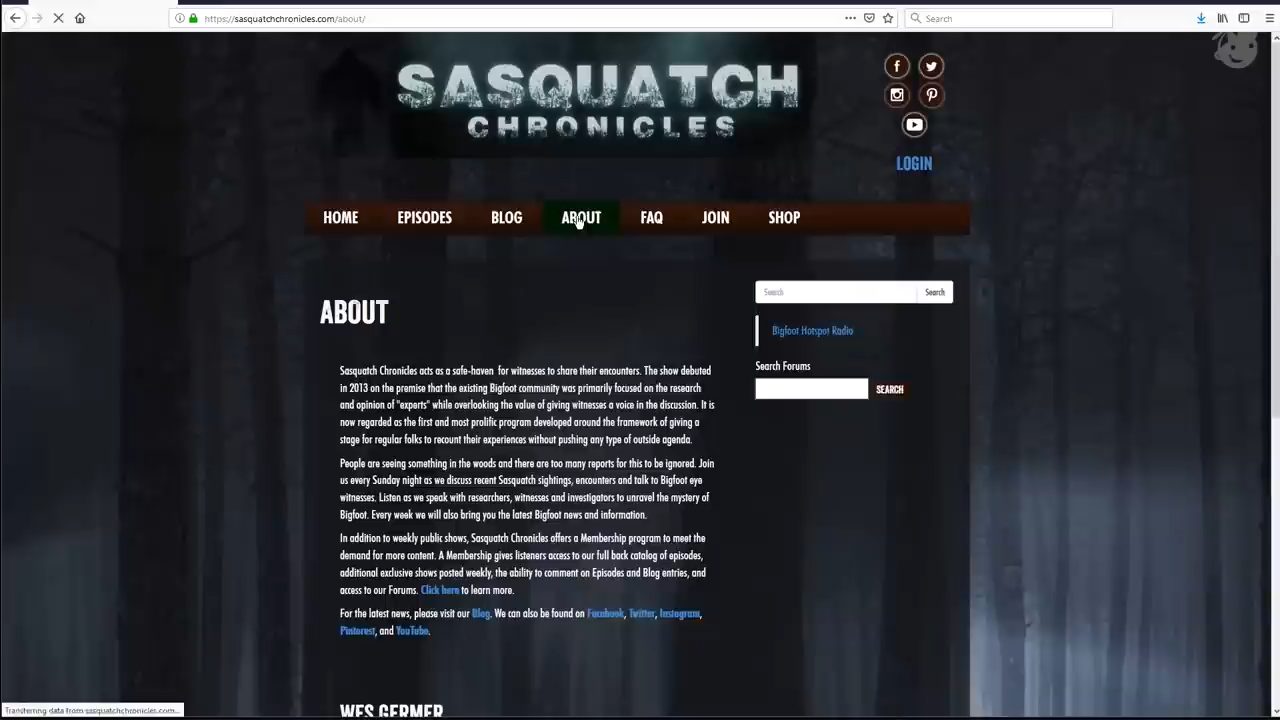 https://sasquatchchronicles.com/about/
Search
SASQUATCH
CHRONICLES
LOGIN
HOME EPISODES BLOG ABOUT FAQ JOIN SHOP
Search Search
ABOUT
Bigfoot Hotspot Radio
Search Forums
SEARCH
Sasquatch Chronicles acts as a safe-haven for witnesses to share their encounters. The show debuted
in 2013 on the premise that the existing Bigfoot community was primarily focused on the research
and opinion of "experts" while overlooking the value of giving witnesses a voice in the discussion. It is
now regarded as the first and most prolific program developed around the framework of giving a
stage for regular folks to recount their experiences without pushing any type of outside agenda.
People are seeing something in the woods and there are too many reports for this to be ignored. Join
us every Sunday night as we discuss recent Sasquatch sightings, encounters and talk to Bigfoot eye
witnesses. Listen as we speak with researchers, witnesses and investigators to unravel the mystery of
Bigfoot. Every week we will also bring you the latest Bigfoot news and information.
In addition to weekly public shows, Sasquatch Chronicles offers a Membership program to meet the
demand for more content. A Membership gives listeners access to our full back catalog of episodes,
additional exclusive shows posted weekly, the ability to comment on Episodes and Blog entries, and
access to our Forums. Click here to learn more.
For the latest news, please visit our Blog. We can also be found on Facebook, Twitter, Instagram,
Pinterest, and YouTube.
WES GERMER
Transferring data from sasquatchchronicles.com...